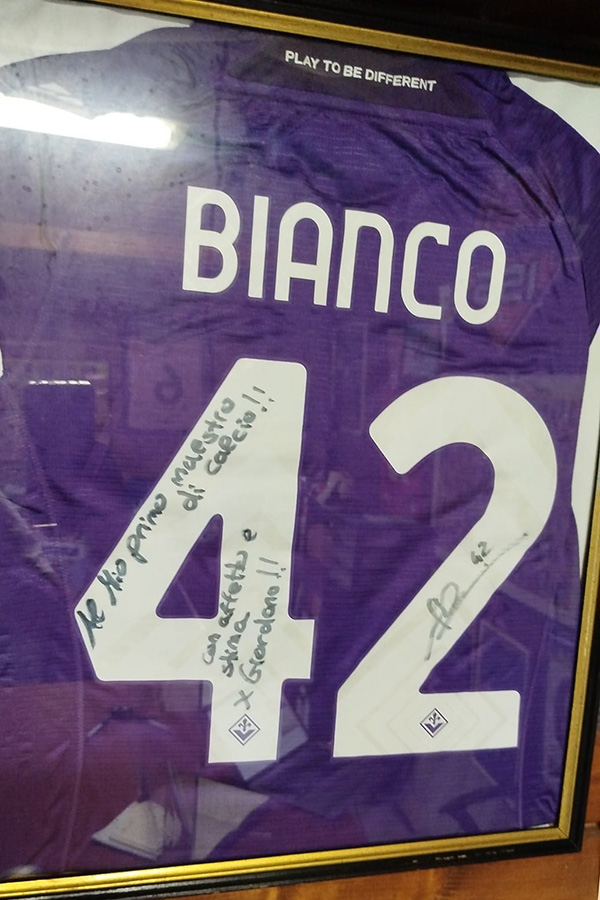 PLAY TO BE DIFFERENT
BIANCO
42
Al Mio primo maestro
di calcio!!
con affetto e
stima
x Giordano!!
42